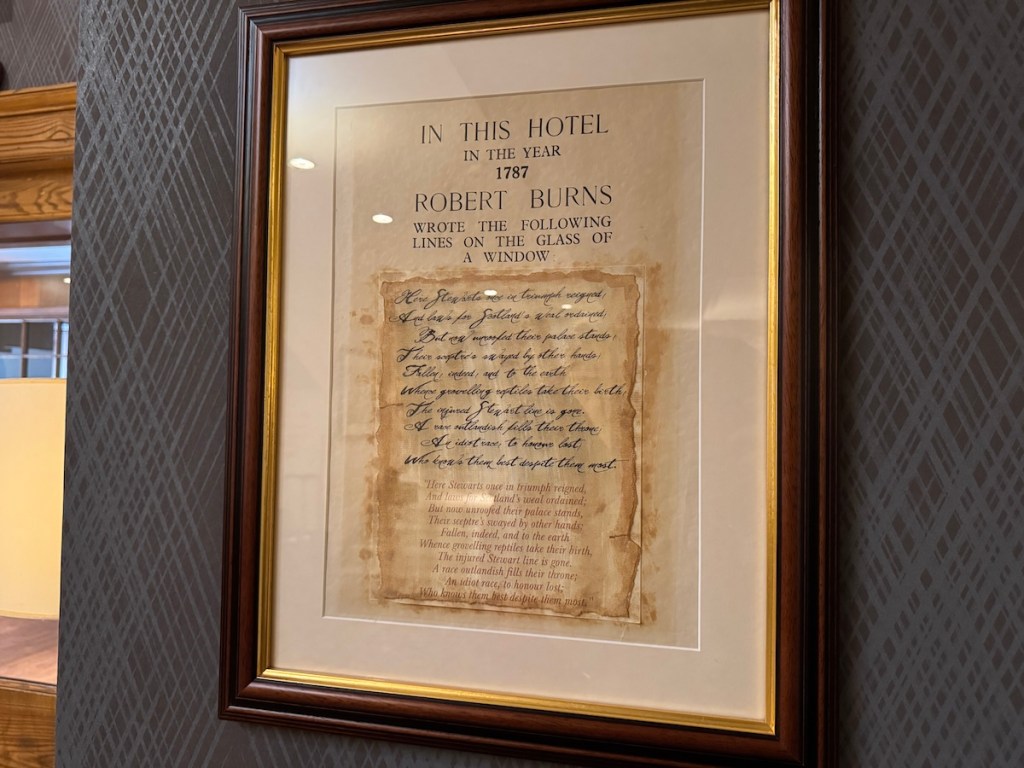 IN THIS HOTEL
IN THE YEAR
1787
ROBERT BURNS
WROTE THE FOLLOWING
LINES ON THE GLASS OF
A WINDOW
Here Stewarts once in triumph reigned;
And laws for Scotland's weal ordained;
But now unroofed their palace stands;
Their sceptre's swayed by other hands;
Fallen; indeed; and to the earth
Whence grovelling reptiles take their birth;
The injured Stewart line is gone.
A race outlandish fills their throne;
An idiot race; to honour lost;
Who knows them best despite them most.
"Here Stewarts once in triumph reigned,
And laws for Scotland's weal ordained;
But now unroofed their palace stands,
Their sceptre's swayed by other hands;
Fallen, indeed, and to the earth
Whence grovelling reptiles take their birth,
The injured Stewart line is gone,
A race outlandish fills their throne;
An idiot race, to honour lost;
Who knows them best despite them most."